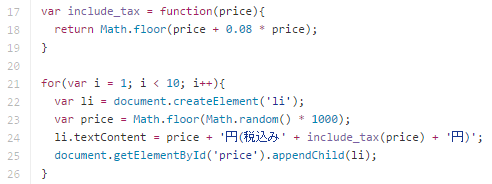 17 var include_tax = function(price){
18   return Math.floor(price + 0.08 * price);
19 }
20
21 for(var i = 1; i < 10; i++){
22   var li = document.createElement('li');
23   var price = Math.floor(Math.random() * 1000);
24   li.textContent = price + '円(税込み' + include_tax(price) + '円)';
25   document.getElementById('price').appendChild(li);
26 }